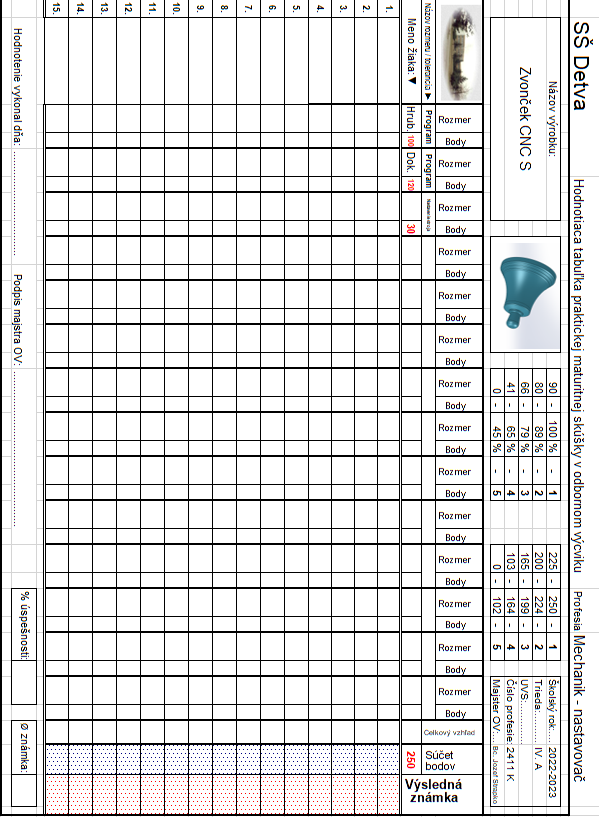 SŠ Detva
Hodnotiaca tabuľka praktickej maturitnej skúšky v odbornom výcviku
Profesia Mechanik - nastavovač
Názov výrobku:
Zvonček CNC S
90 - 100 % - 1
80 - 89 % - 2
66 - 79 % - 3
41 - 65 % - 4
0 - 45 % - 5
225 - 250 - 1
200 - 224 - 2
165 - 199 - 3
103 - 164 - 4
0 - 102 - 5
Školský rok: 2022-2023
Trieda:........... IV. A
UVS:...........
Číslo profesie: 2411 K
Majster OV:.... Bc. Jozef Strapko
Rozmer Body Rozmer Body Rozmer Body Rozmer Body Rozmer Body Rozmer Body Rozmer Body Rozmer Body Rozmer Body Rozmer Body Rozmer Body Rozmer Body Rozmer Body Rozmer Body
Celkový vzhľad
Súčet bodov
Výsledná známka
Názov rozmeru / tolerancia ▶
Program Program
Meno žiaka: ▼
Hrub. 100 Dok. 120 30 250
1.
2.
3.
4.
5.
6.
7.
8.
9.
10.
11.
12.
13.
14.
15.
% úspešnosti:
Ø známka:
Hodnotenie vykonal dňa: ...........................
Podpis majstra OV: ...........................